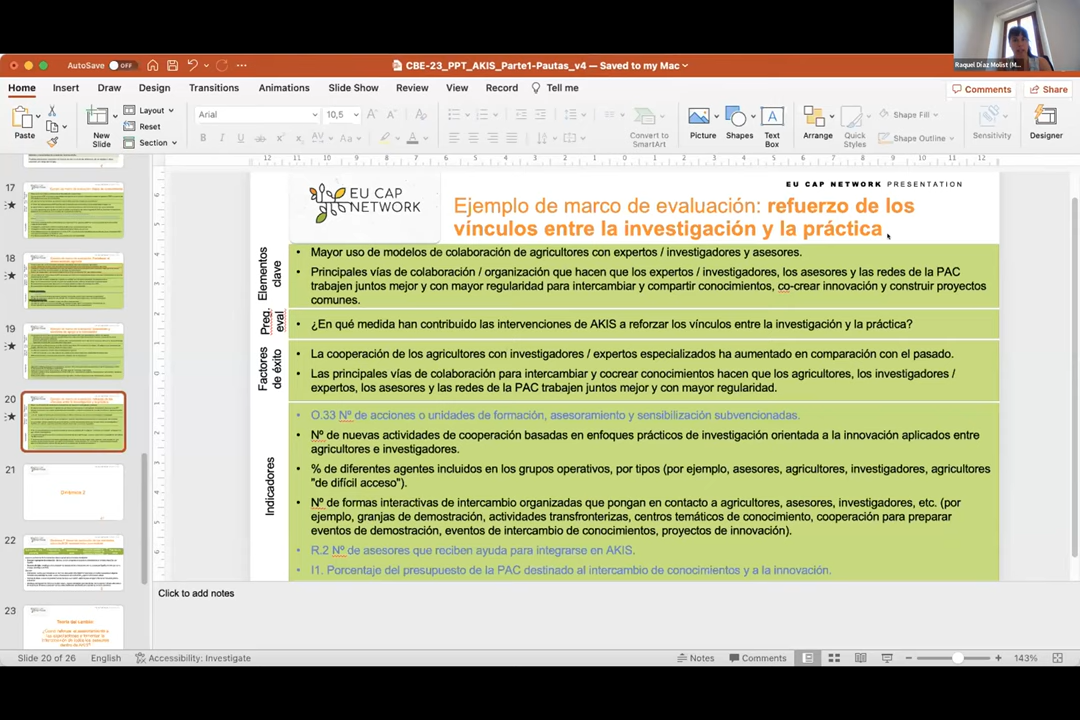 AutoSave OFF
CBE-23_PPT_AKIS_Parte1-Pautas_v4 — Saved to my Mac
Raquel Díaz Molist (M...
Home Insert Draw Design Transitions Animations Slide Show Review View Record Tell me
Comments Share
Paste
New
Slide
Layout
Reset
Section
Arial 10,5
Convert to
SmartArt
Picture Shapes Text
Box
Arrange Quick
Styles
Shape Fill
Shape Outline
Sensitivity
Designer
17
18
19
20
21
Dinámica 2
22
23
EU CAP NETWORK PRESENTATION
EU CAP
NETWORK
Ejemplo de marco de evaluación: refuerzo de los
vínculos entre la investigación y la práctica
Elementos
clave
• Mayor uso de modelos de colaboración de agricultores con expertos / investigadores y asesores.
• Principales vías de colaboración / organización que hacen que los expertos / investigadores, los asesores y las redes de la PAC
trabajen juntos mejor y con mayor regularidad para intercambiar y compartir conocimientos, co-crear innovación y construir proyectos
comunes.
Preg.
eval
• ¿En qué medida han contribuido las intervenciones de AKIS a reforzar los vínculos entre la investigación y la práctica?
Factores
de éxito
• La cooperación de los agricultores con investigadores / expertos especializados ha aumentado en comparación con el pasado.
• Las principales vías de colaboración para intercambiar y cocrear conocimientos hacen que los agricultores, los investigadores /
expertos, los asesores y las redes de la PAC trabajen juntos mejor y con mayor regularidad.
Indicadores
• O.33 Nº de acciones o unidades de formación, asesoramiento y sensibilización subvencionadas.
• Nº de nuevas actividades de cooperación basadas en enfoques prácticos de investigación orientada a la innovación aplicados entre
agricultores e investigadores.
• % de diferentes agentes incluidos en los grupos operativos, por tipos (por ejemplo, asesores, agricultores, investigadores, agricultores
"de difícil acceso").
• Nº de formas interactivas de intercambio organizadas que pongan en contacto a agricultores, asesores, investigadores, etc. (por
ejemplo, granjas de demostración, actividades transfronterizas, centros temáticos de conocimiento, cooperación para preparar
eventos de demostración, eventos de intercambio de conocimientos, proyectos de innovación).
• R.2 Nº de asesores que reciben ayuda para integrarse en AKIS.
• I1. Porcentaje del presupuesto de la PAC destinado al intercambio de conocimientos y a la innovación.
Click to add notes
Slide 20 of 26 English Accessibility: Investigate Notes Comments 143%